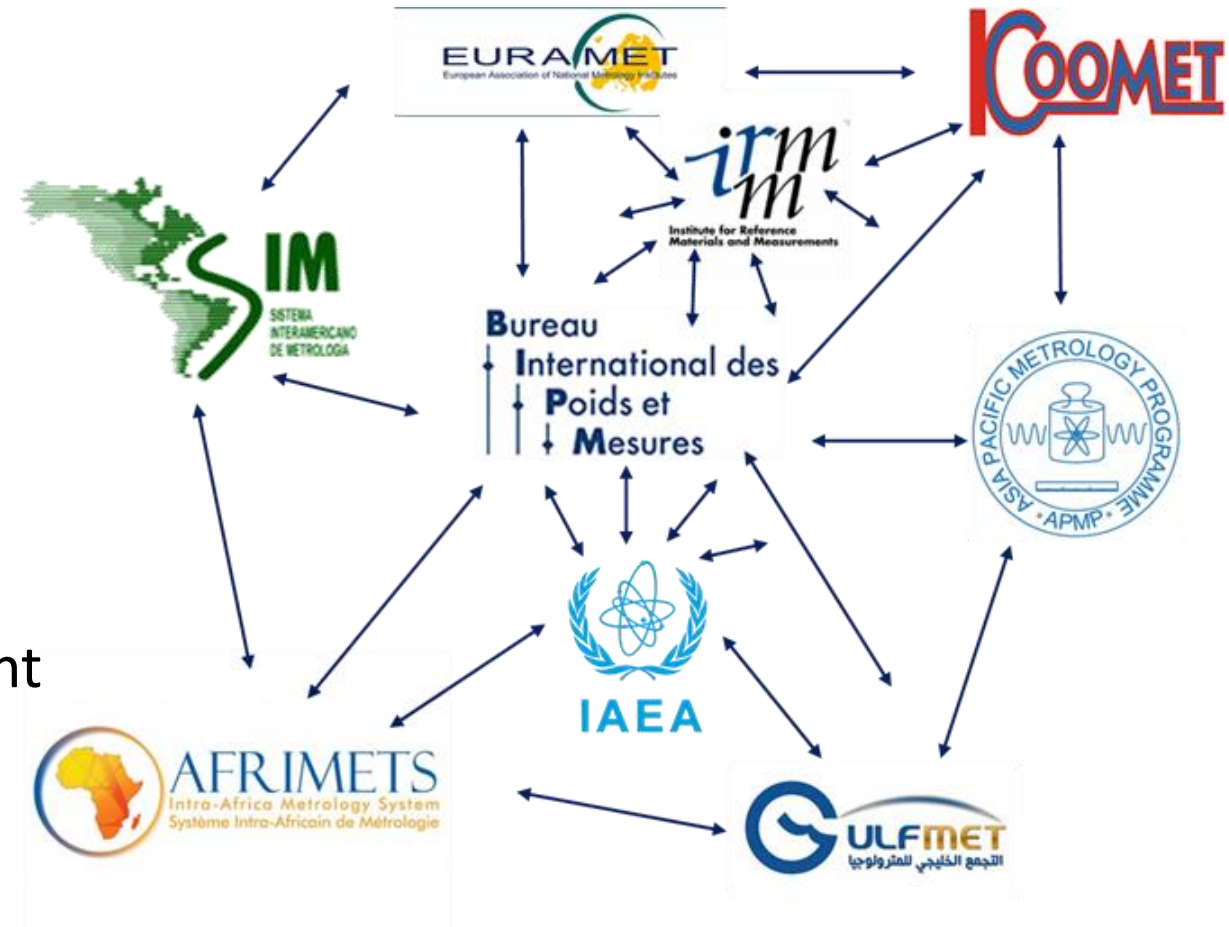 EURAMET
European Association of National Metrology Institutes
COOMET
irmm
Institute for Reference
Materials and Measurements
SIM
SISTEMA
INTERAMERICANO
DE METROLOGIA
Bureau
International des
Poids et
Mesures
ASIA PACIFIC METROLOGY PROGRAMME
APMP
nt
IAEA
AFRIMETS
Intra-Africa Metrology System
Système Intra-Africain de Métrologie
GULFMET
التجمع الخليجي للمترولوجيا